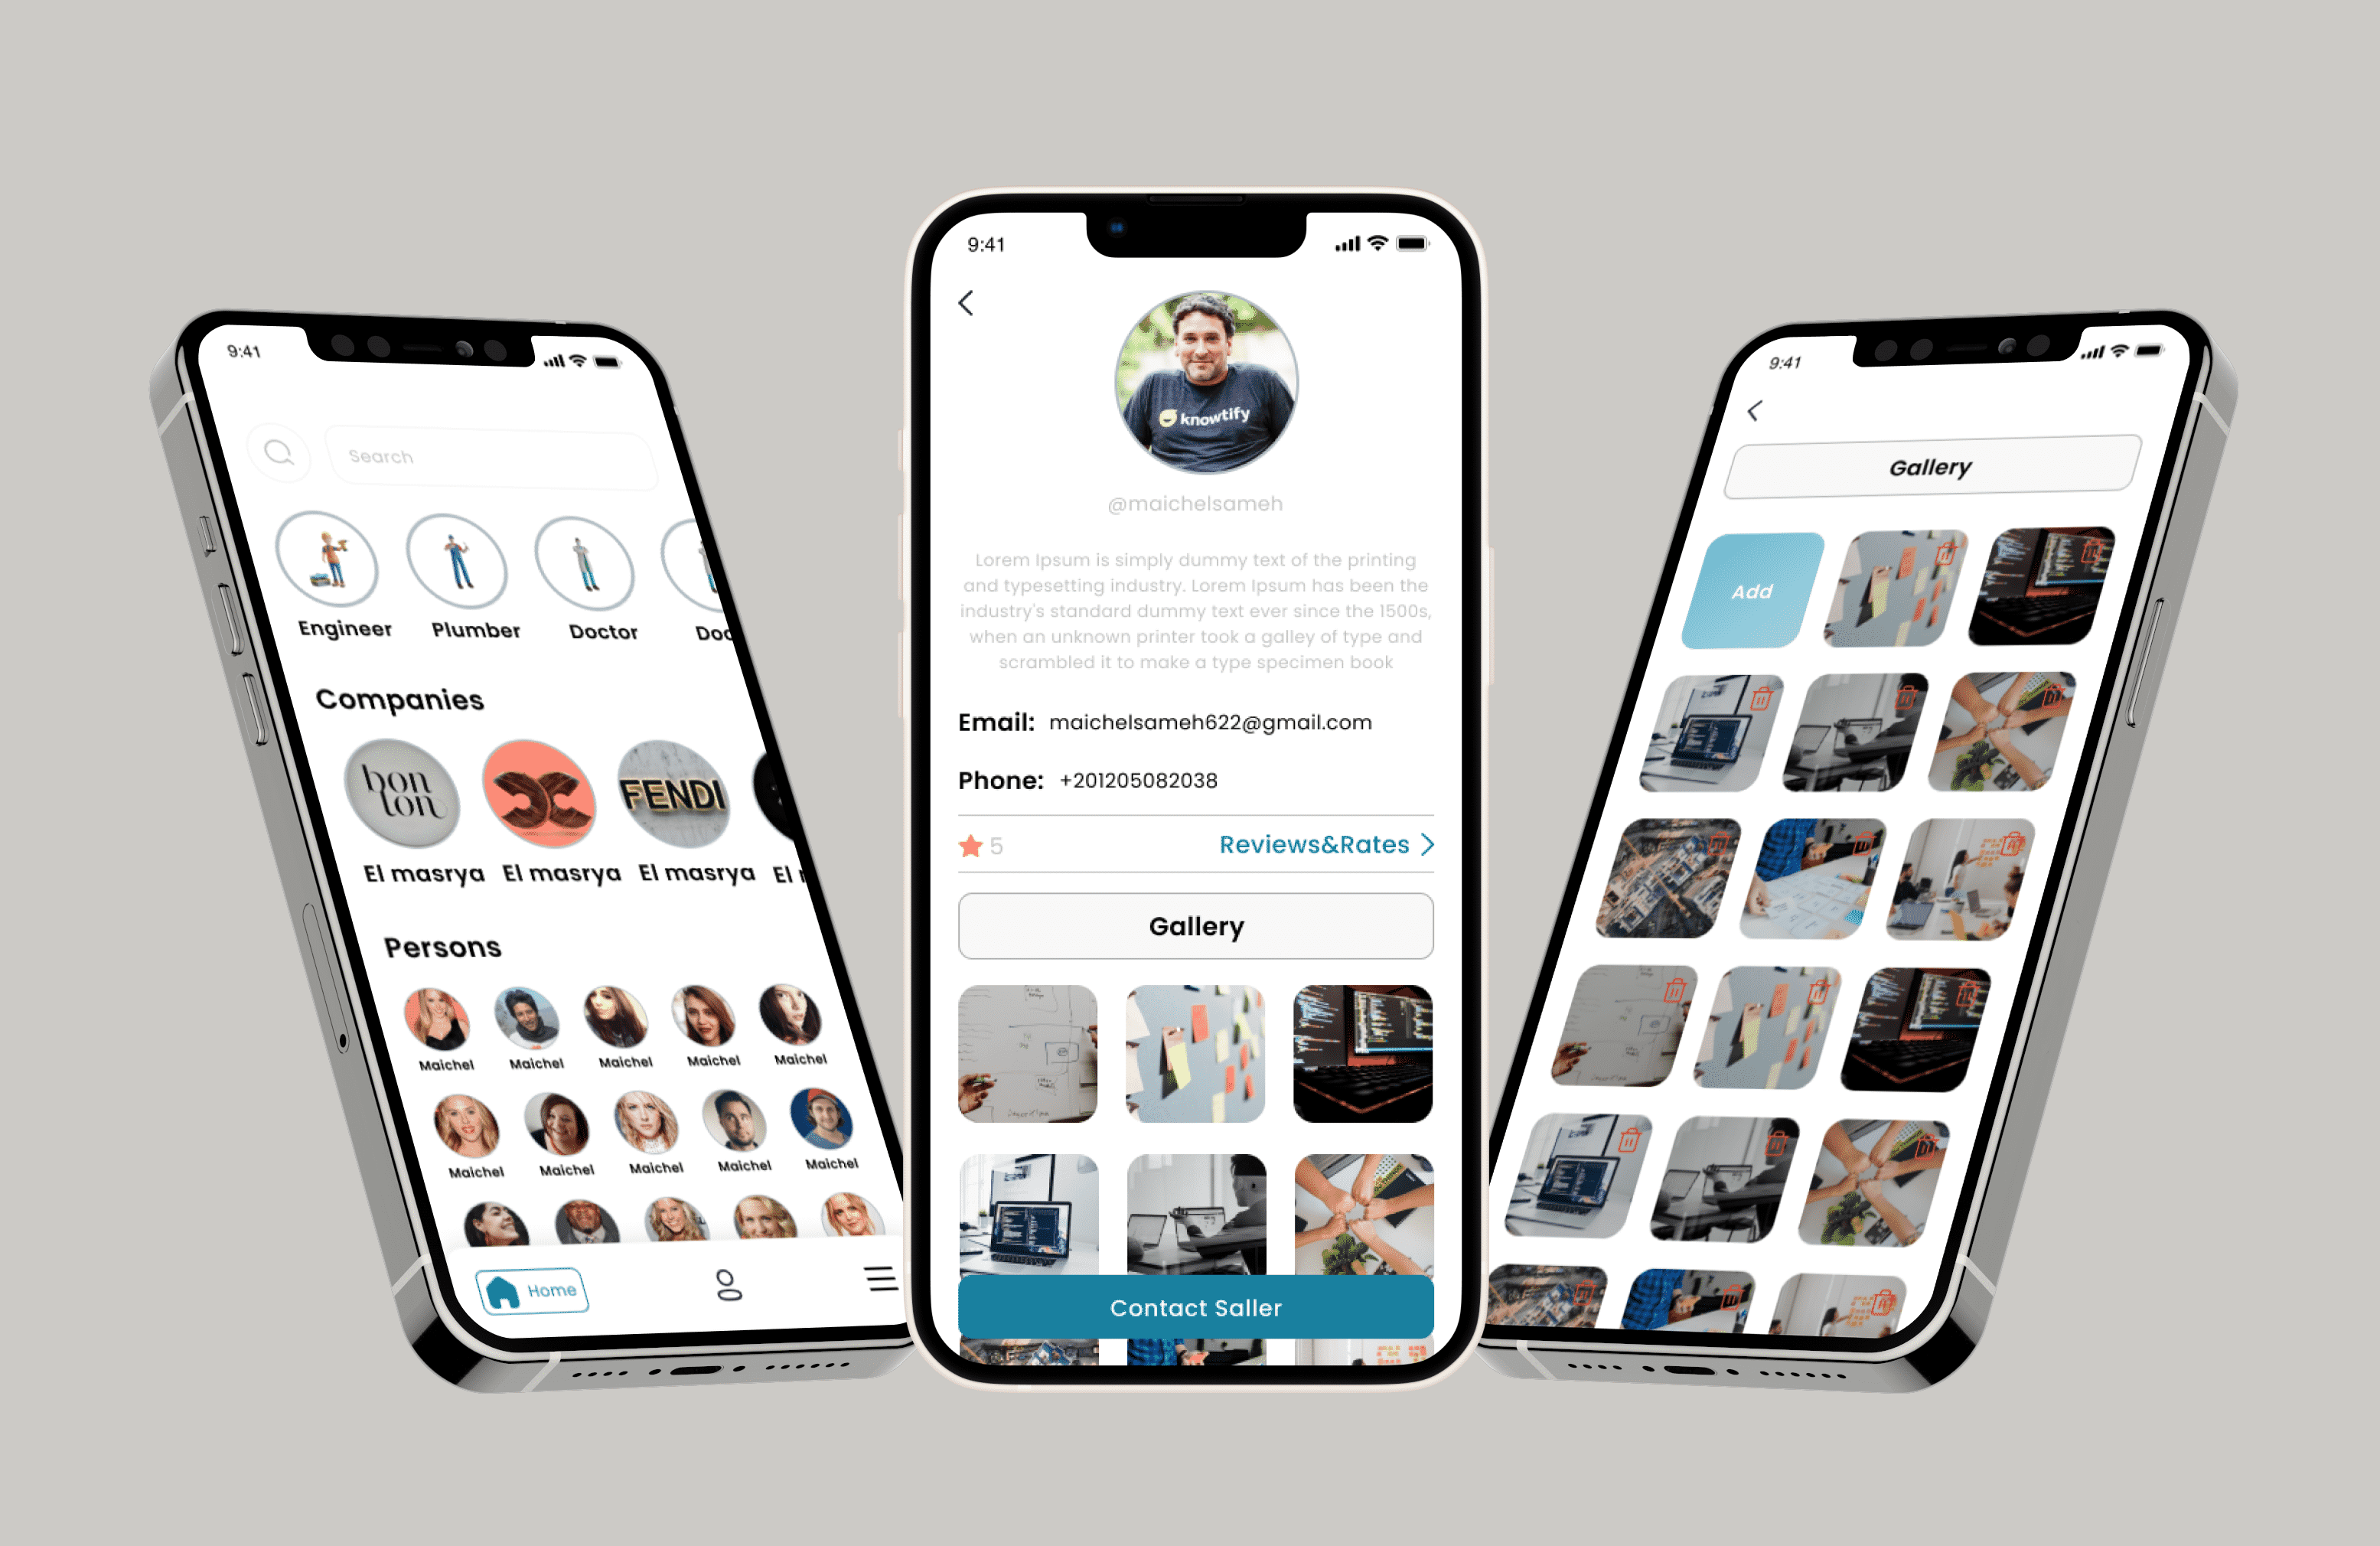 9:41
Search
Engineer
Plumber
Doctor
Doc
Companies
bon
ton
FENDI
El masrya
El masrya
El masrya
El
Persons
Maichel
Maichel
Maichel
Maichel
Maichel
Maichel
Maichel
Maichel
Maichel
Maichel
Home
9:41
knowtify
@maichelsameh
Lorem Ipsum is simply dummy text of the printing
and typesetting industry. Lorem Ipsum has been the
industry's standard dummy text ever since the 1500s,
when an unknown printer took a galley of type and
scrambled it to make a type specimen book
Email: maichelsameh622@gmail.com
Phone: +201205082038
5
Reviews&Rates
Gallery
Contact Saller
9:41
Gallery
Add